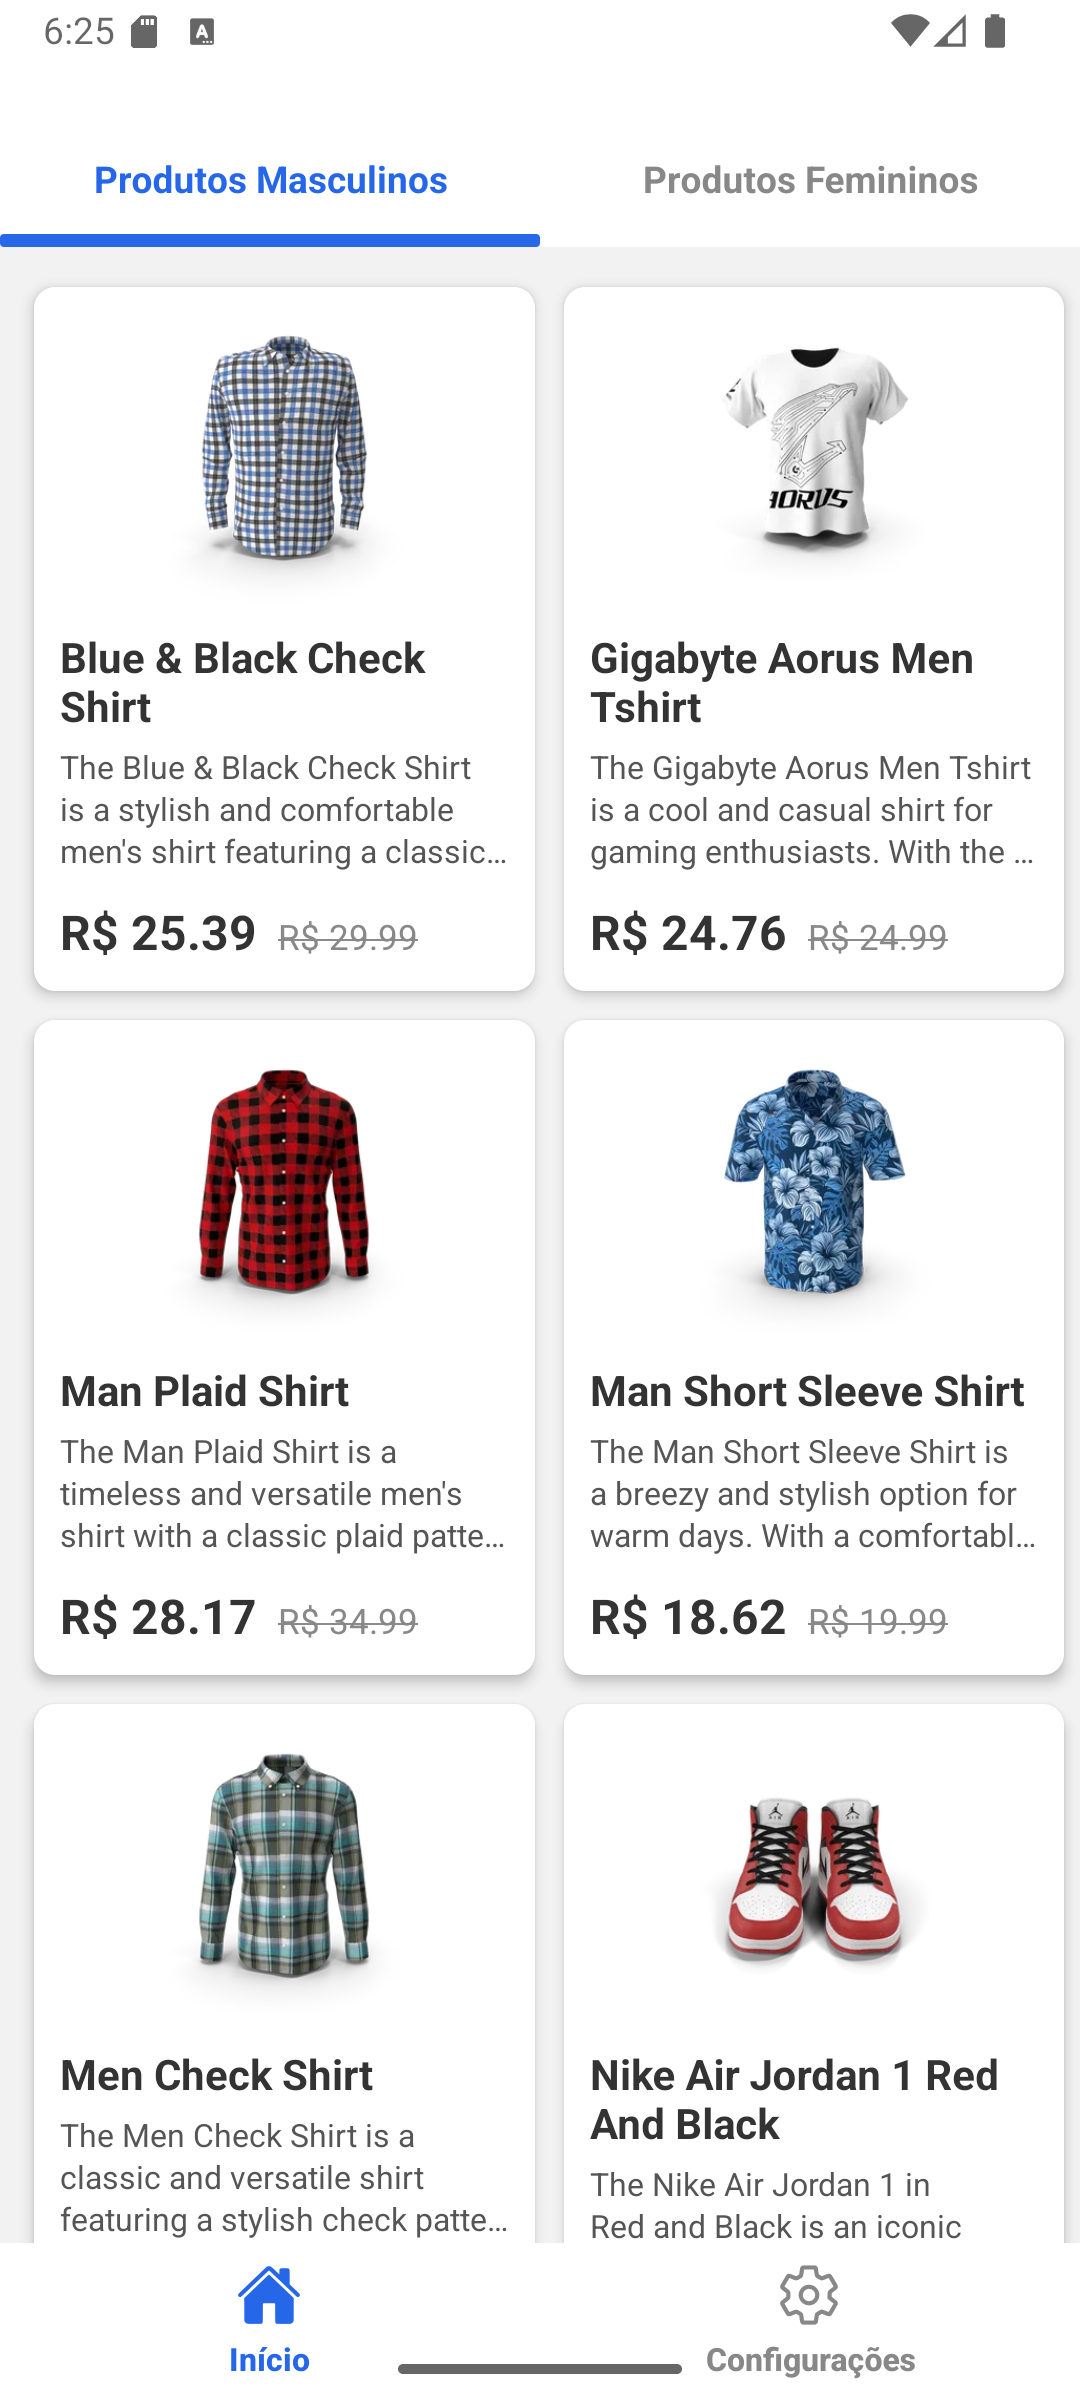 6:25
Produtos Masculinos
Produtos Femininos
AORUS
Blue & Black Check
Shirt
The Blue & Black Check Shirt
is a stylish and comfortable
men's shirt featuring a classic...
R$ 25.39 R$ 29.99
Gigabyte Aorus Men
Tshirt
The Gigabyte Aorus Men Tshirt
is a cool and casual shirt for
gaming enthusiasts. With the ...
R$ 24.76 R$ 24.99
Man Plaid Shirt
The Man Plaid Shirt is a
timeless and versatile men's
shirt with a classic plaid patte...
R$ 28.17 R$ 34.99
Man Short Sleeve Shirt
The Man Short Sleeve Shirt is
a breezy and stylish option for
warm days. With a comfortabl...
R$ 18.62 R$ 19.99
Men Check Shirt
The Men Check Shirt is a
classic and versatile shirt
featuring a stylish check patte...
Nike Air Jordan 1 Red
And Black
The Nike Air Jordan 1 in
Red and Black is an iconic
Início
Configurações